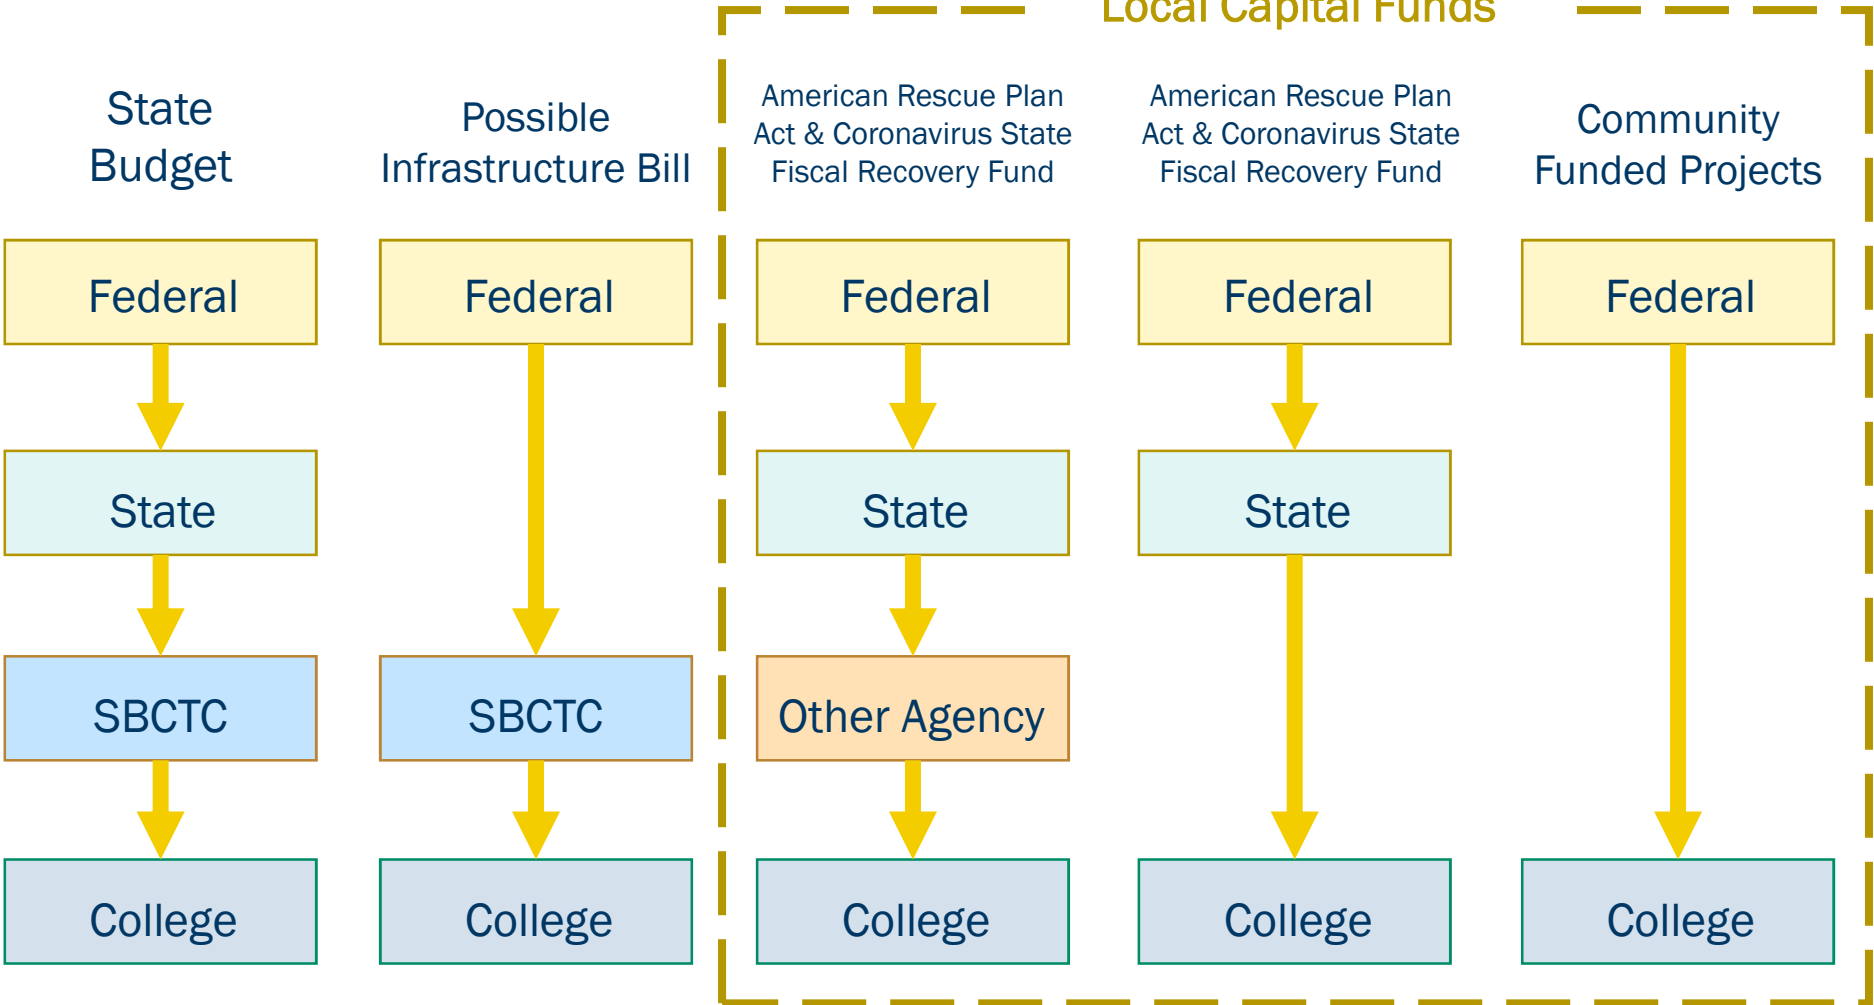 Local Capital Funds
State
Budget
Possible
Infrastructure Bill
American Rescue Plan
Act & Coronavirus State
Fiscal Recovery Fund
American Rescue Plan
Act & Coronavirus State
Fiscal Recovery Fund
Community
Funded Projects
Federal
Federal
Federal
Federal
Federal
State
State
State
SBCTC
SBCTC
Other Agency
College
College
College
College
College